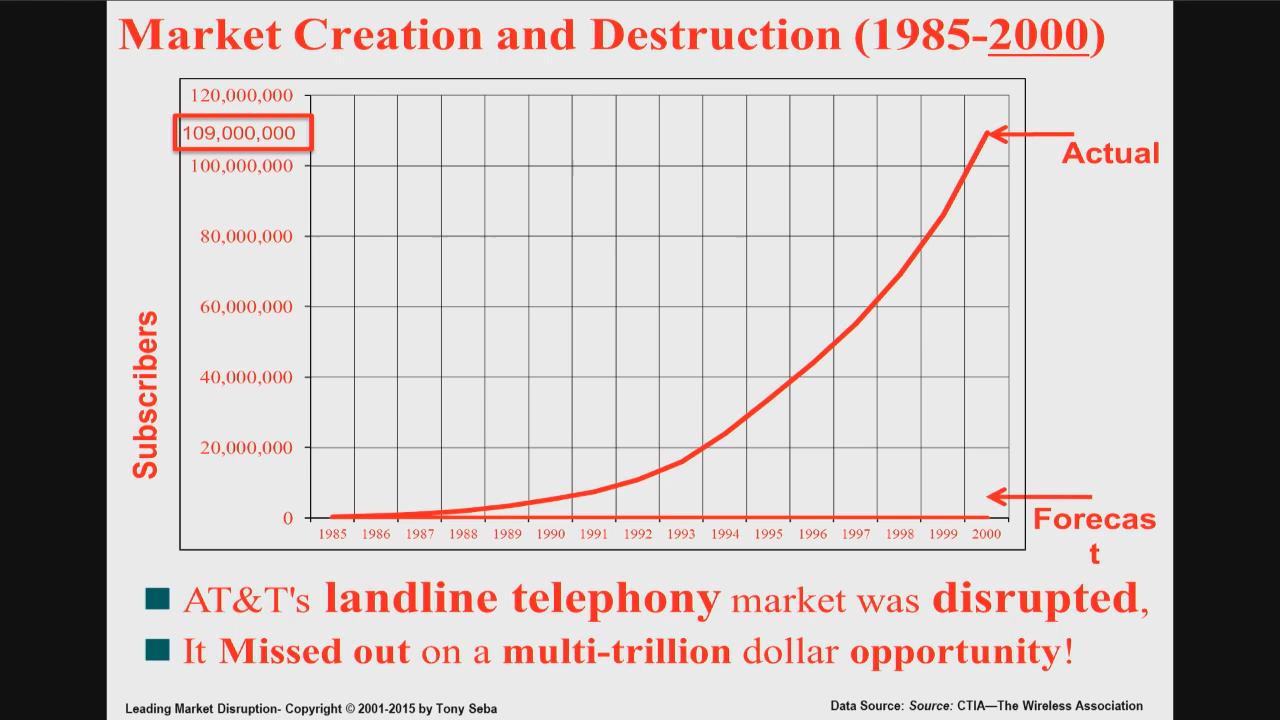 Market Creation and Destruction (1985-2000)
120,000,000
109,000,000
100,000,000
80,000,000
60,000,000
40,000,000
20,000,000
0
Subscribers
1985 1986 1987 1988 1989 1990 1991 1992 1993 1994 1995 1996 1997 1998 1999 2000
Actual
Forecas
t
AT&T's landline telephony market was disrupted,
It Missed out on a multi-trillion dollar opportunity!
Leading Market Disruption- Copyright © 2001-2015 by Tony Seba
Data Source: Source: CTIA—The Wireless Association